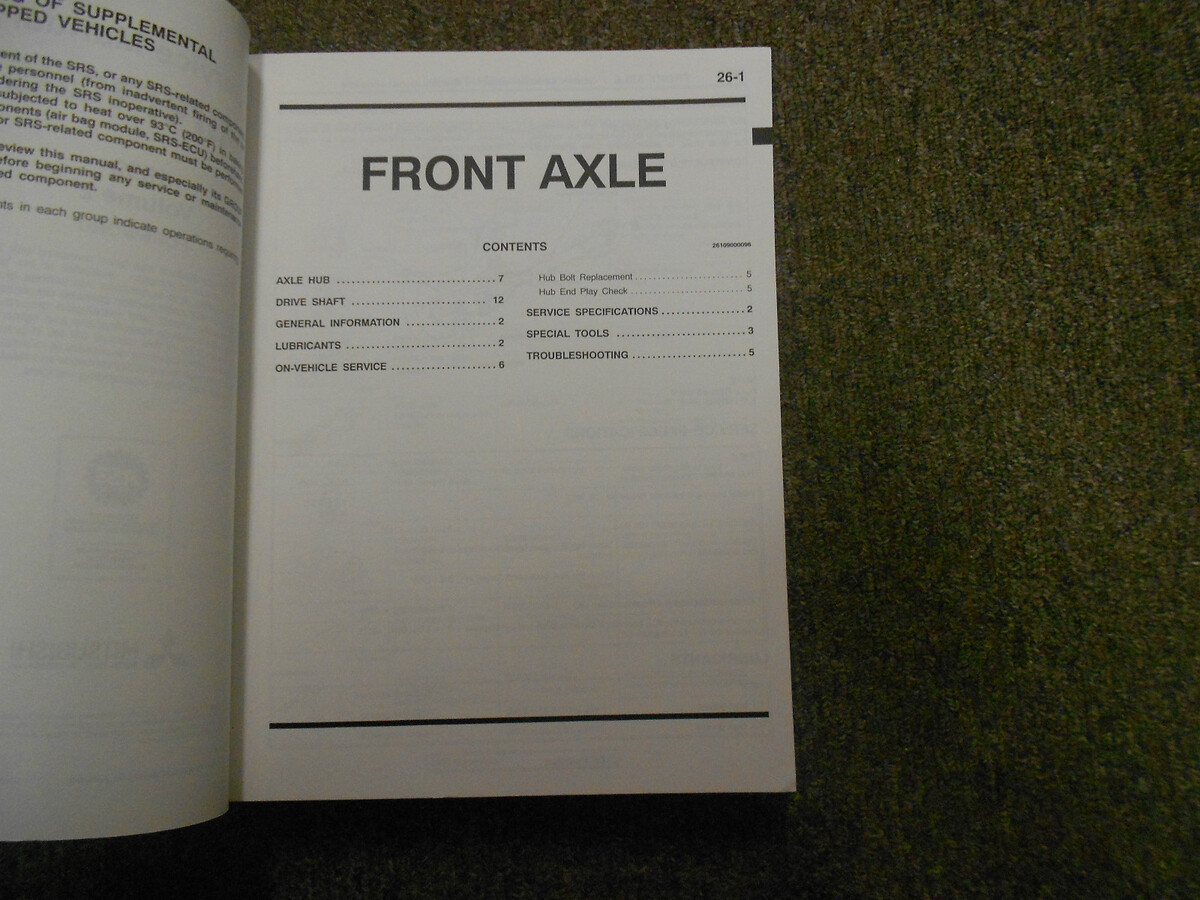 OF SUPPLEMENTAL
PPED VEHICLES
ent of the SRS, or any SRS-related
personnel (from inadvertent firing of the
dering the SRS inoperative).
subjected to heat over 93°C (200°F) in
onents (air bag module, SRS-ECU)
or SRS-related component must be
eview this manual, and especially its
efore beginning any service or
ed component.
ts in each group indicate operations
26-1
FRONT AXLE
CONTENTS
26109000096
AXLE HUB 7
DRIVE SHAFT 12
GENERAL INFORMATION 2
LUBRICANTS 2
ON-VEHICLE SERVICE 6
Hub Bolt Replacement 5
Hub End Play Check 5
SERVICE SPECIFICATIONS 2
SPECIAL TOOLS 3
TROUBLESHOOTING 5
MITSUBISHI